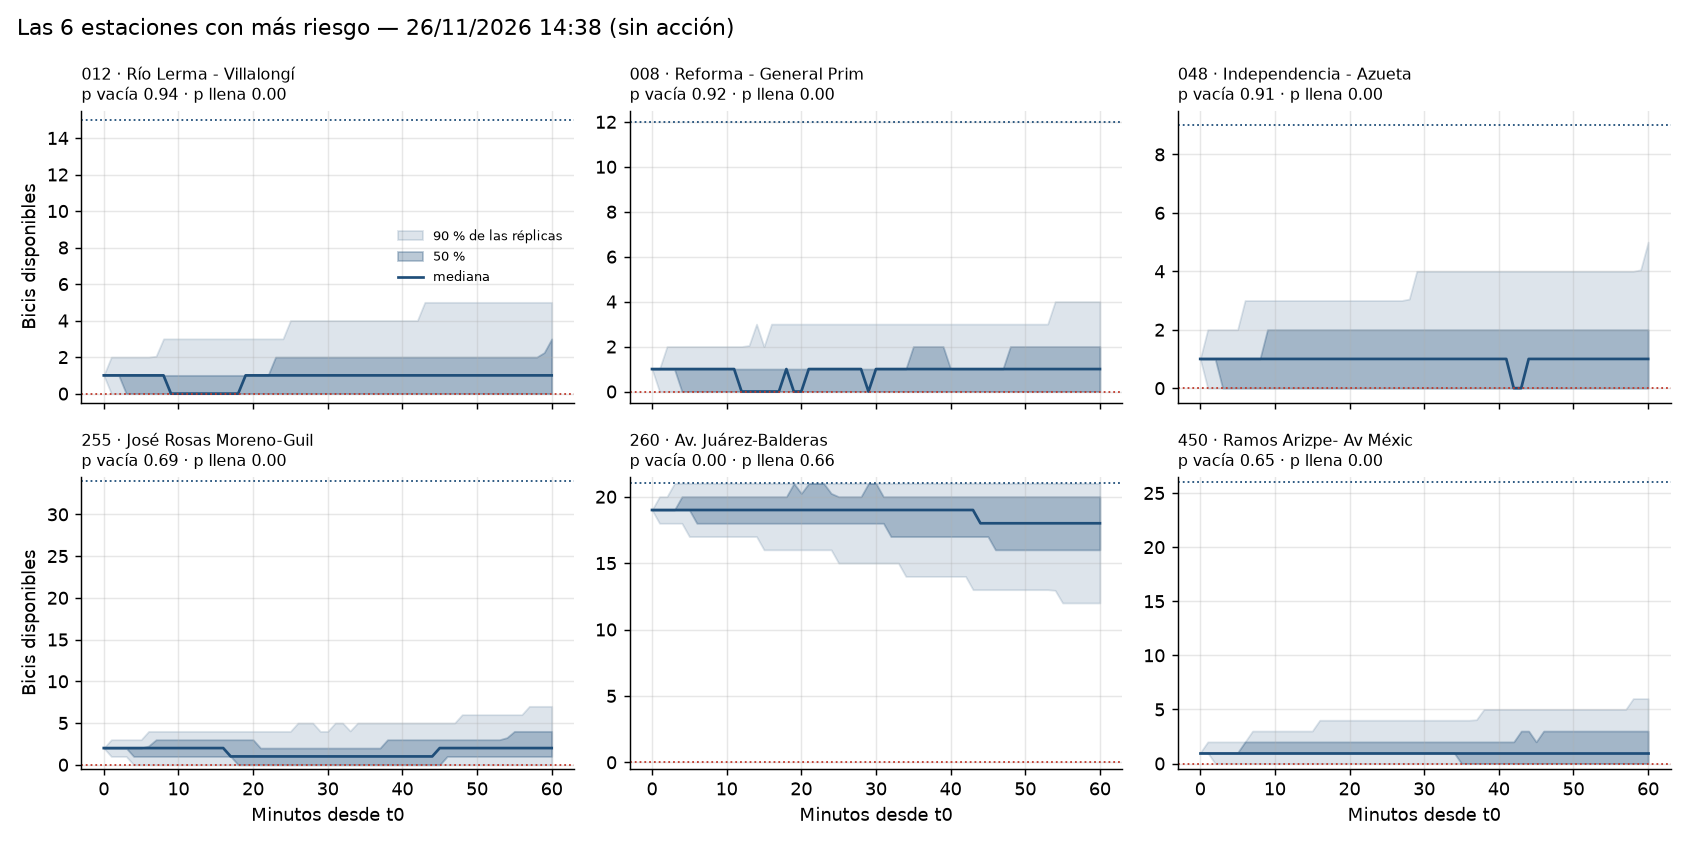 Las 6 estaciones con más riesgo — 26/11/2026 14:38 (sin acción)
012 · Río Lerma - Villalongí
p vacía 0.94 · p llena 0.00
008 · Reforma - General Prim
p vacía 0.92 · p llena 0.00
048 · Independencia - Azueta
p vacía 0.91 · p llena 0.00
Bicis disponibles
14
12
10
8
6
4
2
0
90 % de las réplicas
50 %
mediana
12
10
8
6
4
2
0
8
6
4
2
0
255 · José Rosas Moreno-Guil
p vacía 0.69 · p llena 0.00
260 · Av. Juárez-Balderas
p vacía 0.00 · p llena 0.66
450 · Ramos Arizpe- Av Méxic
p vacía 0.65 · p llena 0.00
Bicis disponibles
30
25
20
15
10
5
0
0 10 20 30 40 50 60
Minutos desde t0
20
15
10
5
0
0 10 20 30 40 50 60
Minutos desde t0
25
20
15
10
5
0
0 10 20 30 40 50 60
Minutos desde t0